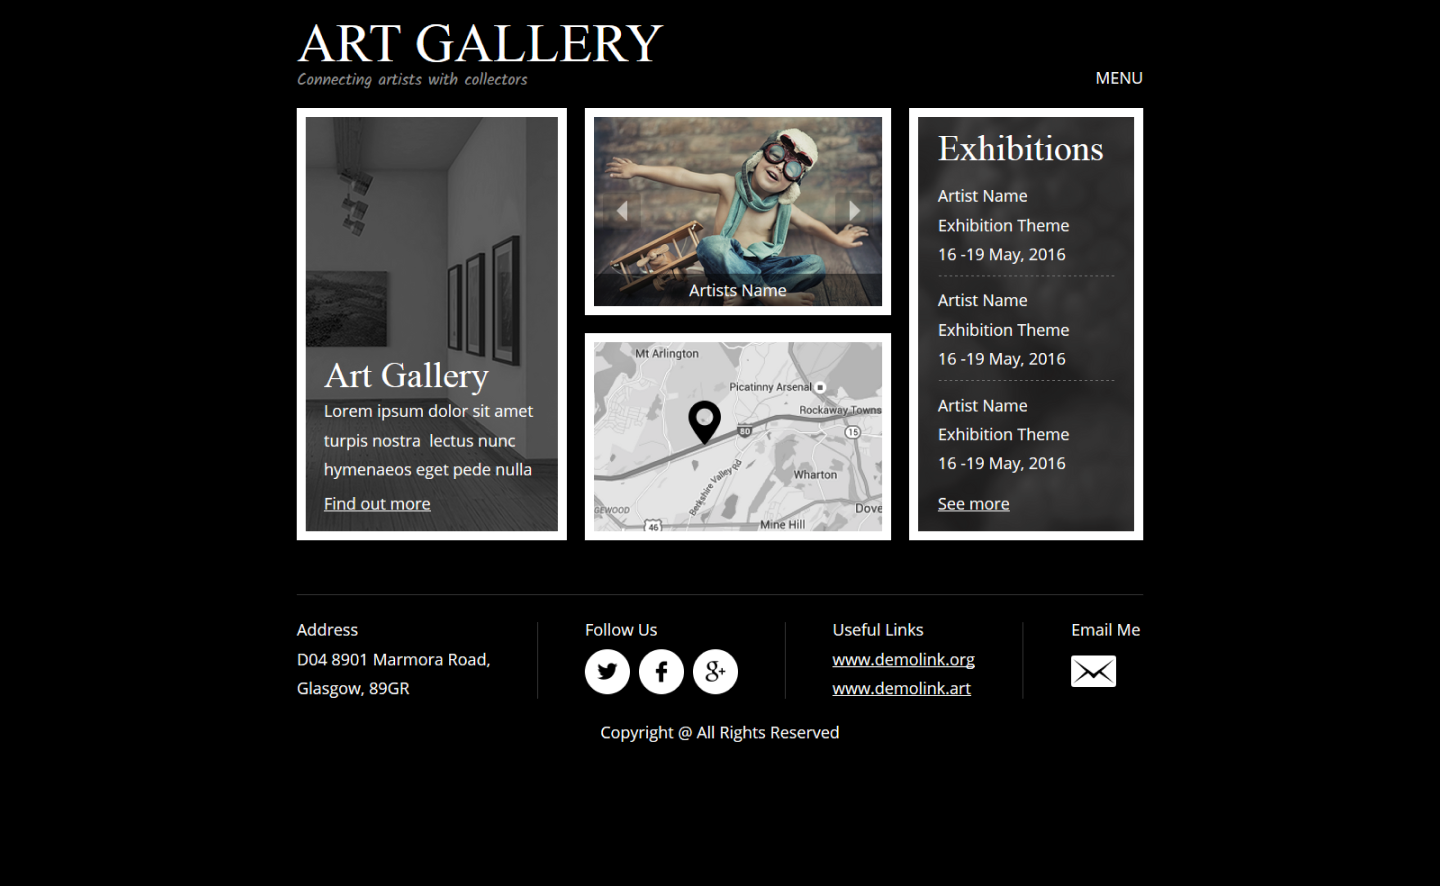 ART GALLERY
Connecting artists with collectors
MENU
Art Gallery
Lorem ipsum dolor sit amet
turpis nostra  lectus nunc
hymenaeos eget pede nulla
Find out more
Artists Name
Mt Arlington
Picatinny Arsenal
Rockaway Towns
80
15
Berkshire Valley Rd
Wharton
GEWOOD
46
Mine Hill
Dove
Exhibitions
Artist Name
Exhibition Theme
16 -19 May, 2016
Artist Name
Exhibition Theme
16 -19 May, 2016
Artist Name
Exhibition Theme
16 -19 May, 2016
See more
Address
D04 8901 Marmora Road,
Glasgow, 89GR
Follow Us
g+
Useful Links
www.demolink.org
www.demolink.art
Email Me
Copyright @ All Rights Reserved